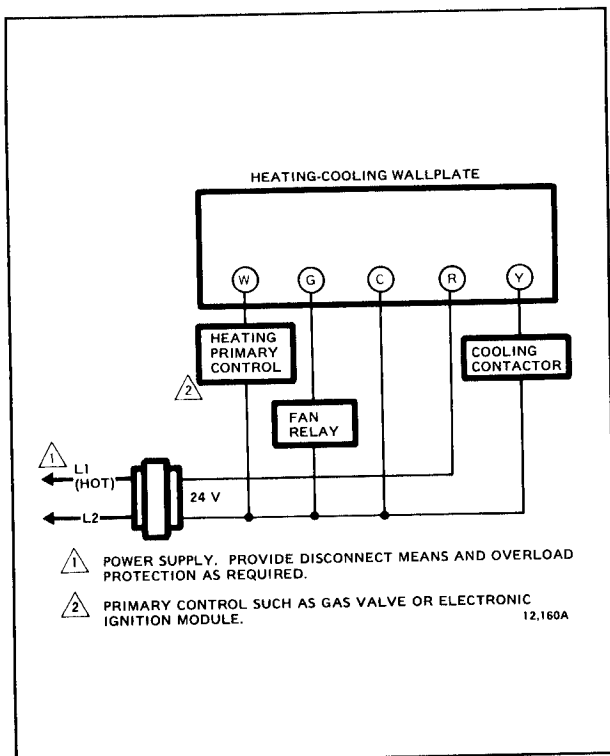 HEATING-COOLING WALLPLATE
W G C R Y
HEATING
PRIMARY
CONTROL
COOLING
CONTACTOR
2
FAN
RELAY
1
L1
(HOT)
24 V
L2
1 POWER SUPPLY. PROVIDE DISCONNECT MEANS AND OVERLOAD
PROTECTION AS REQUIRED.
2 PRIMARY CONTROL SUCH AS GAS VALVE OR ELECTRONIC
IGNITION MODULE.
12,160A